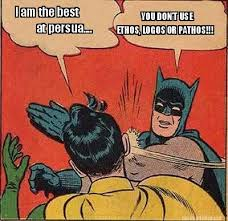 I am the best
at persua....
YOU DON'T USE
ETHOS, LOGOS OR PATHOS!!!